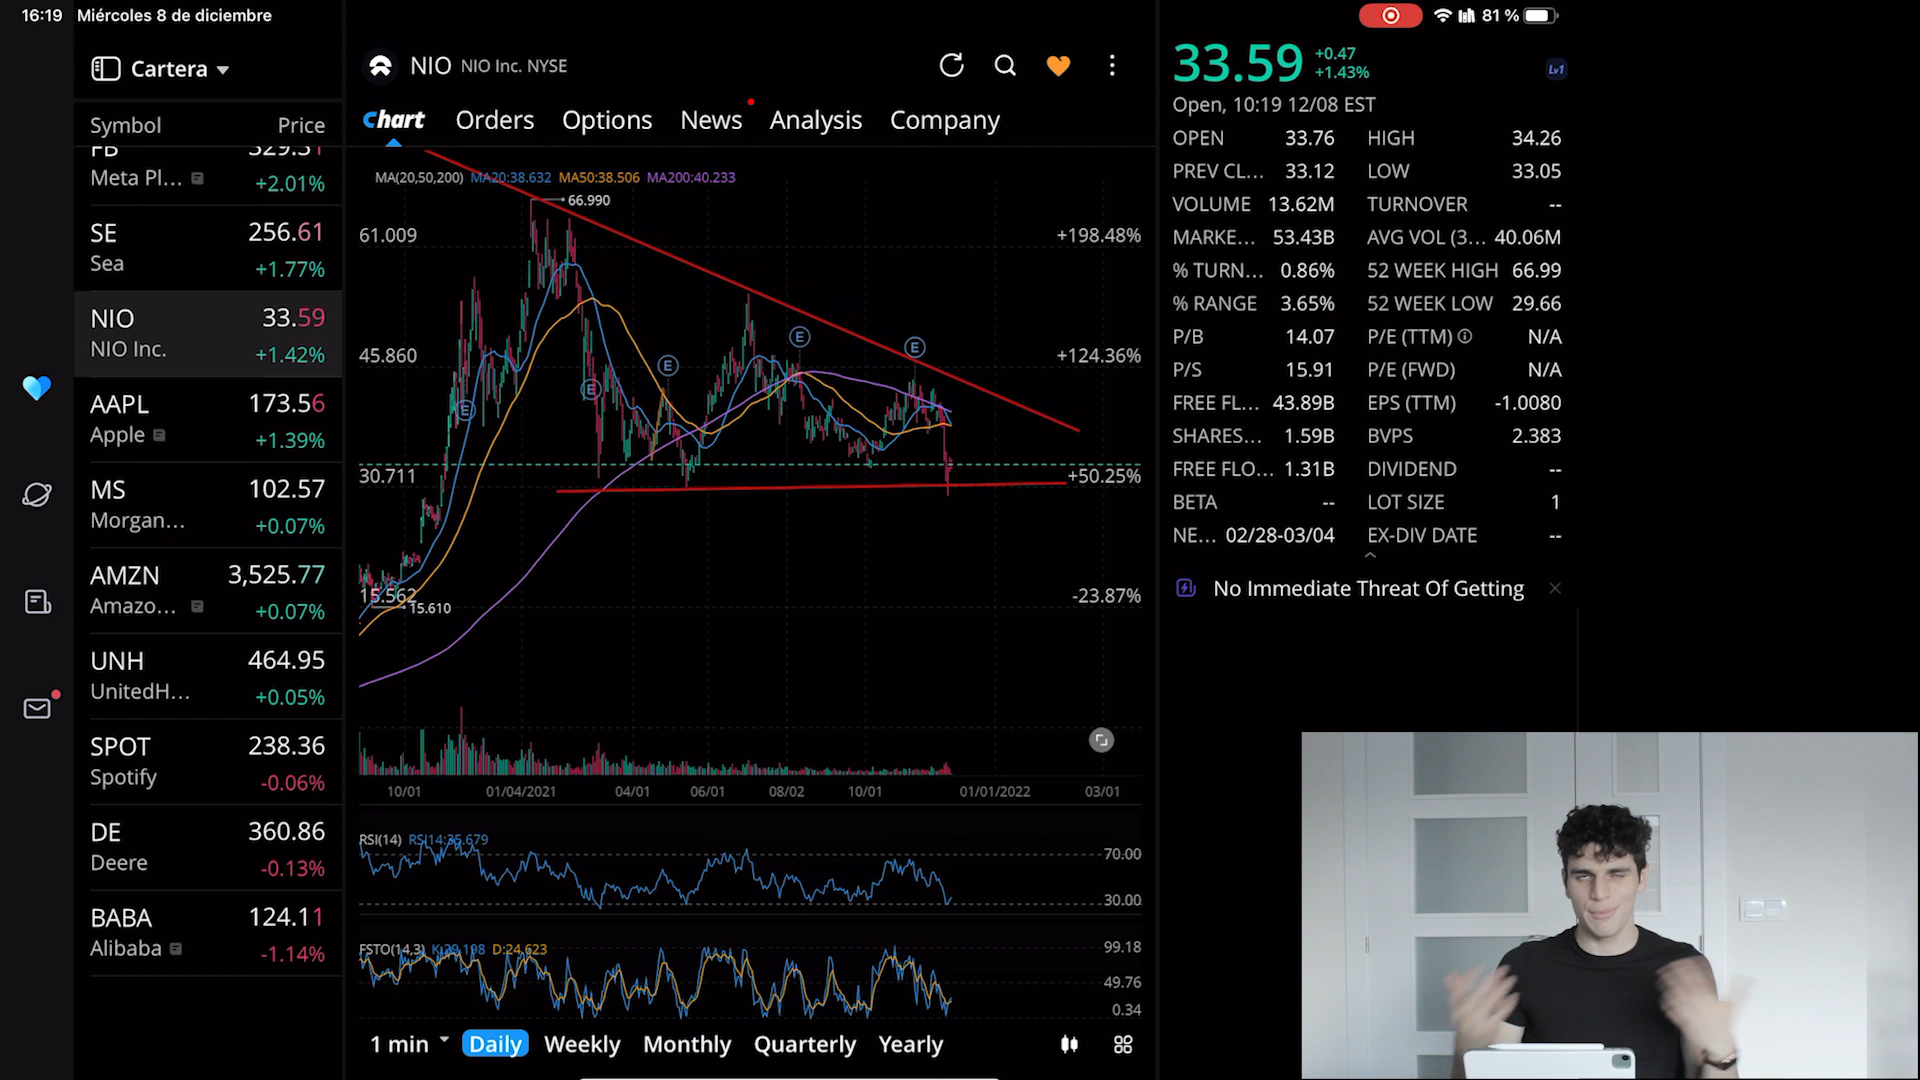 16:19 Miércoles 8 de diciembre
81 %
Cartera
Symbol Price
FB 329.31
Meta Pl... +2.01%
SE 256.61
Sea +1.77%
NIO 33.59
NIO Inc. +1.42%
AAPL 173.56
Apple +1.39%
MS 102.57
Morgan... +0.07%
AMZN 3,525.77
Amazo... +0.07%
UNH 464.95
UnitedH... +0.05%
SPOT 238.36
Spotify -0.06%
DE 360.86
Deere -0.13%
BABA 124.11
Alibaba -1.14%
NIO NIO Inc. NYSE
Chart Orders Options News Analysis Company
MA(20,50,200) MA20:38.632 MA50:38.506 MA200:40.233
66.990
61.009 +198.48%
E
E
45.860 +124.36%
E
E
E
30.711 +50.25%
15.562 -23.87%
15.610
10/01 01/04/2021 04/01 06/01 08/02 10/01 01/01/2022 03/01
RSI(14) RSI14:35.679
70.00
30.00
FSTO(14,3) K:29.198 D:24.623
99.18
49.76
0.34
1 min Daily Weekly Monthly Quarterly Yearly
33.59 +0.47
+1.43%
Lv1
Open, 10:19 12/08 EST
OPEN 33.76 HIGH 34.26
PREV CL... 33.12 LOW 33.05
VOLUME 13.62M TURNOVER --
MARKE... 53.43B AVG VOL (3... 40.06M
% TURN... 0.86% 52 WEEK HIGH 66.99
% RANGE 3.65% 52 WEEK LOW 29.66
P/B 14.07 P/E (TTM) N/A
P/S 15.91 P/E (FWD) N/A
FREE FL... 43.89B EPS (TTM) -1.0080
SHARES... 1.59B BVPS 2.383
FREE FLO... 1.31B DIVIDEND --
BETA -- LOT SIZE 1
NE... 02/28-03/04 EX-DIV DATE --
No Immediate Threat Of Getting